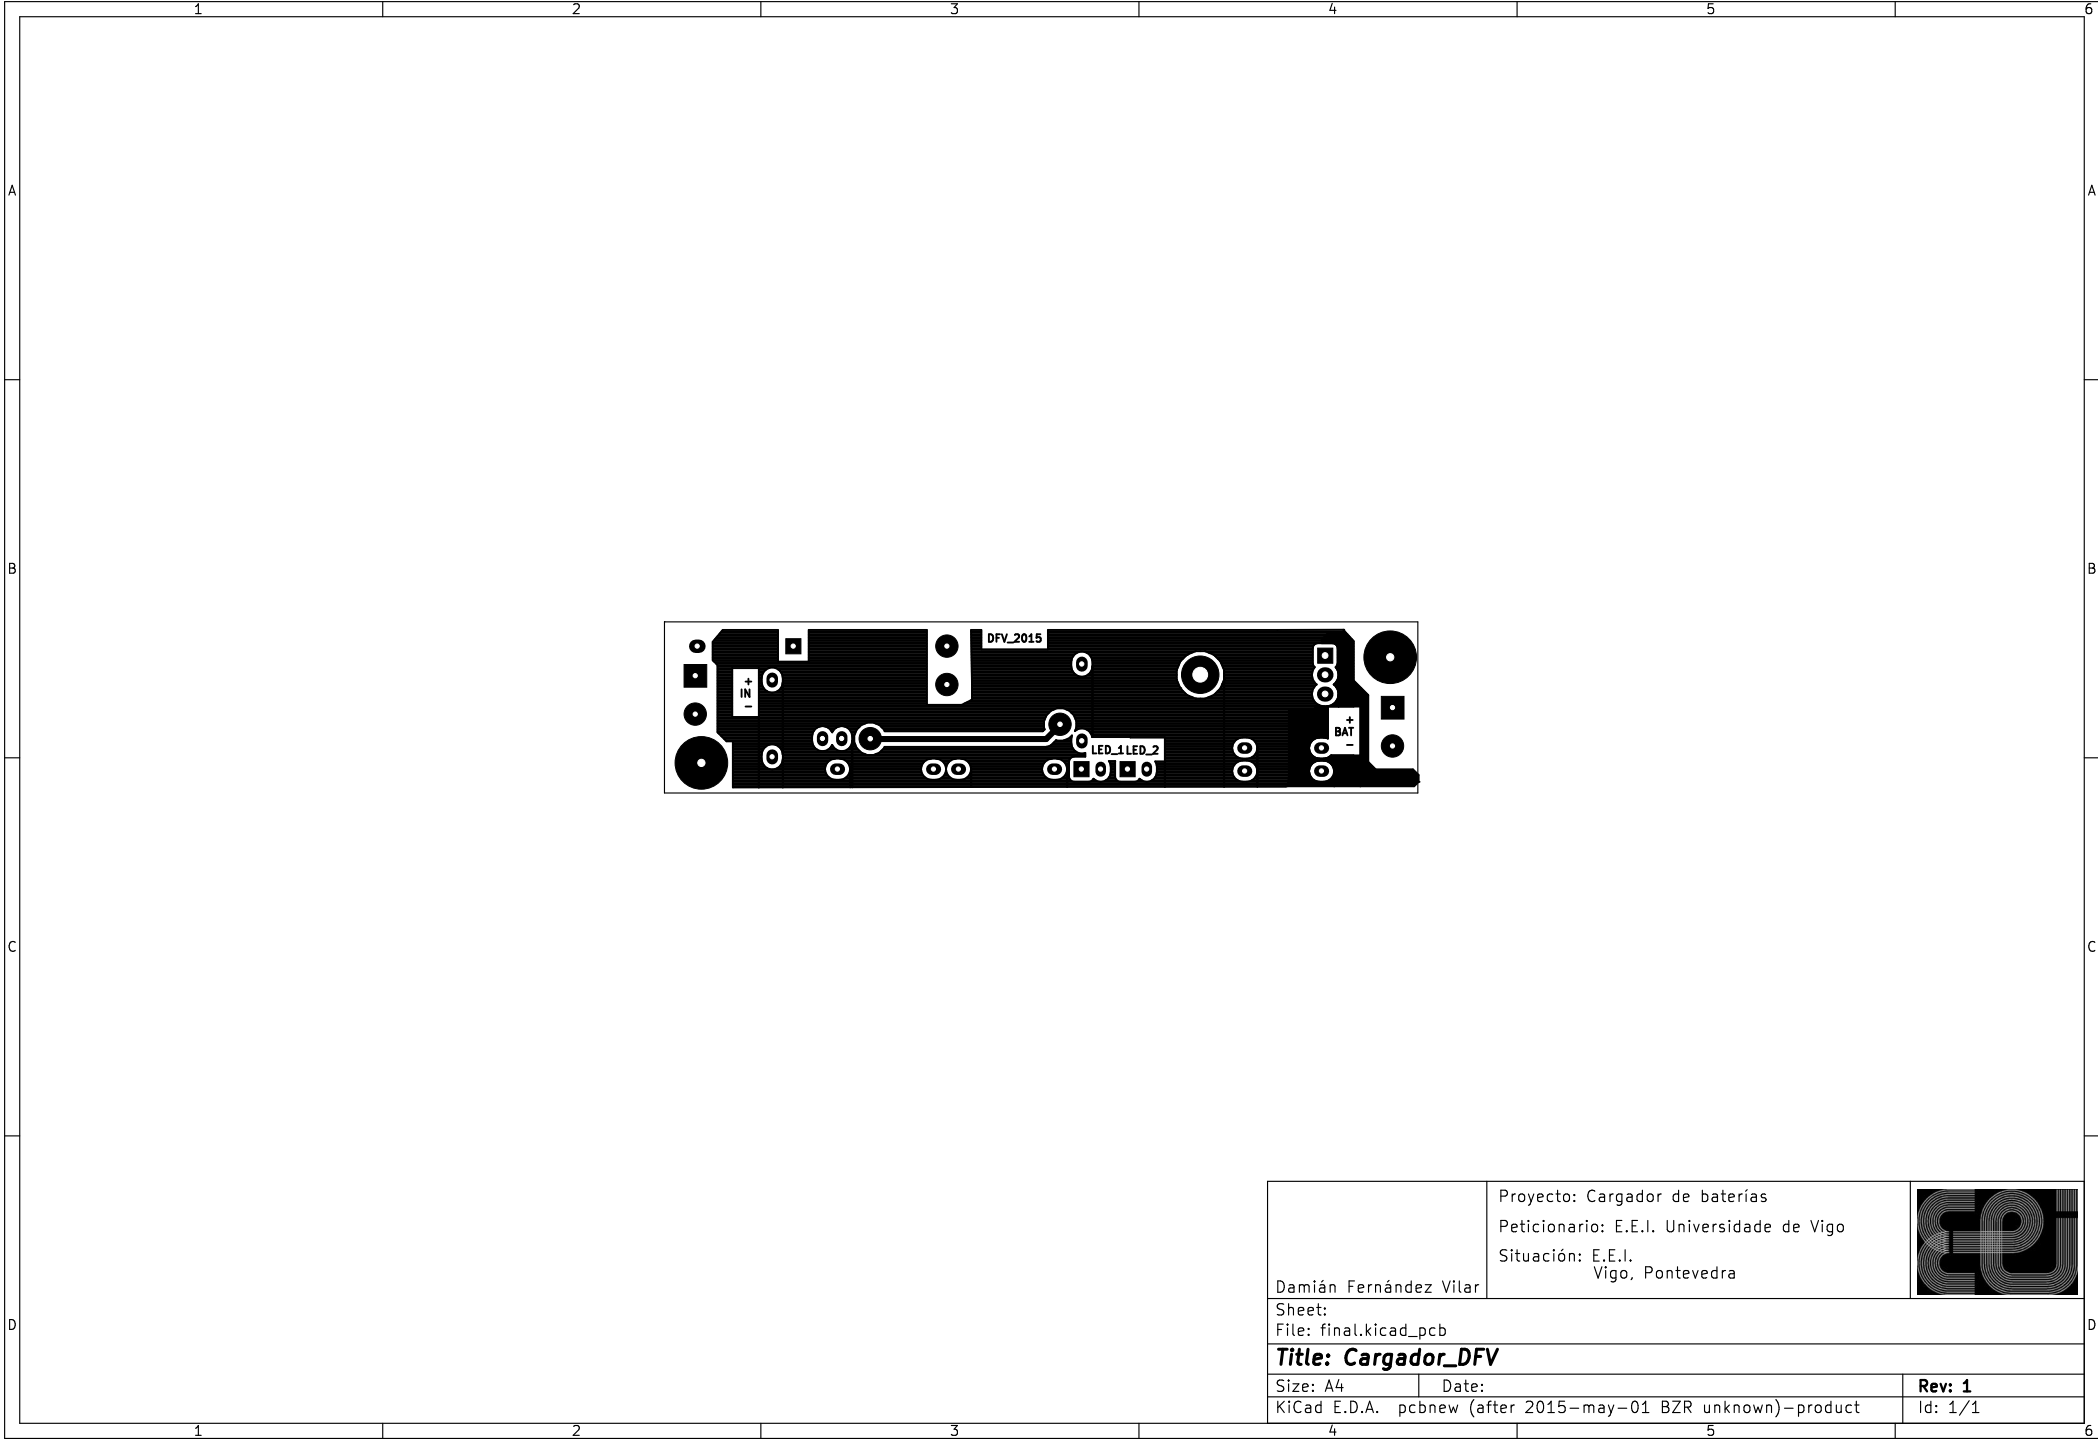 1 2 3 4 5 6
A A
B B
DFV_2015
+
IN
-
+
BAT
-
LED_1 LED_2
C C
Proyecto: Cargador de baterías
Peticionario: E.E.I. Universidade de Vigo
Situación: E.E.I.
Vigo, Pontevedra
Damián Fernández Vilar
Sheet:
File: final.kicad_pcb
D D
Title: Cargador_DFV
Size: A4 Date: Rev: 1
KiCad E.D.A. pcbnew (after 2015-may-01 BZR unknown)-product Id: 1/1
1 2 3 4 5 6